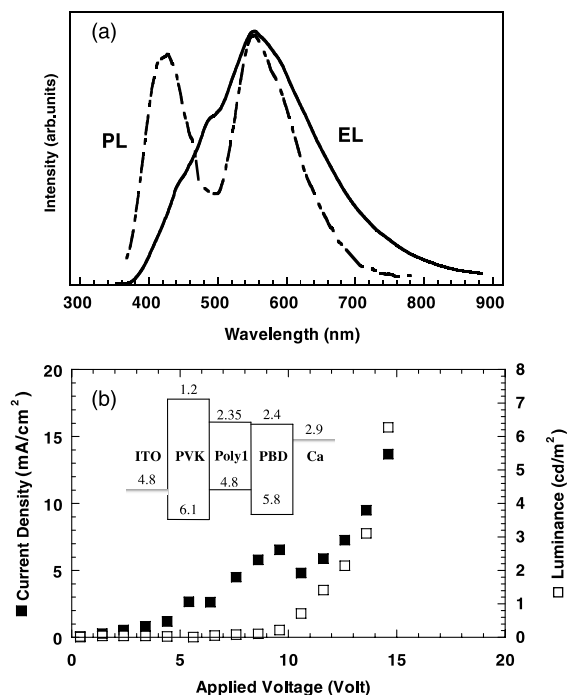 (a)
PL
EL
Intensity (arb.units)
300 400 500 600 700 800 900
Wavelength (nm)
(b)
20
15
10
5
0
Current Density (mA/cm²)
1.2
2.35 2.4
2.9
ITO PVK Poly1 PBD Ca
4.8 4.8
5.8
6.1
8
7
6
5
4
3
2
1
0
Luminance (cd/m²)
0 5 10 15 20
Applied Voltage (Volt)